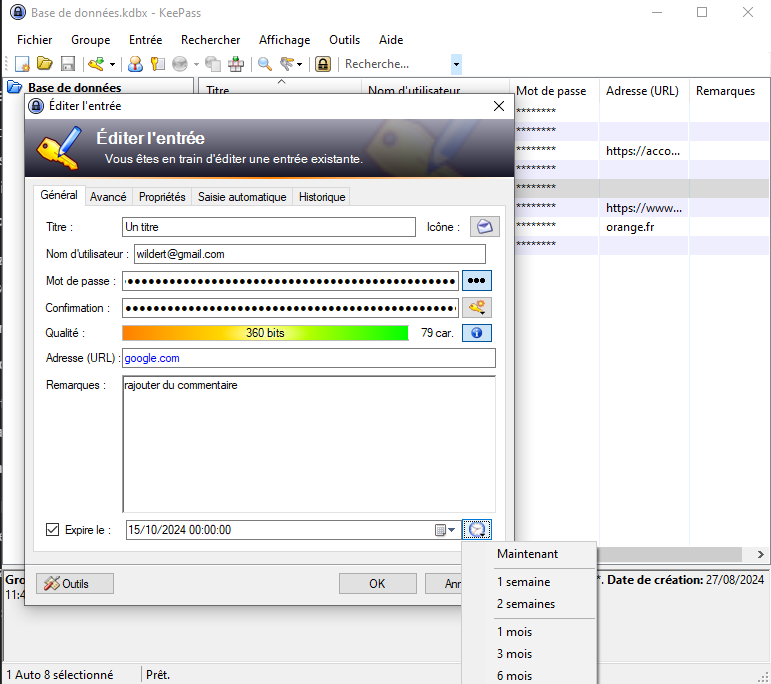 Base de données.kdbx - KeePass
Fichier Groupe Entrée Rechercher Affichage Outils Aide
Recherche...
Base de données
Titre Nom d'utilisateur Mot de passe Adresse (URL) Remarques
********
********
******** https://acco...
********
********
******** https://www...
******** orange.fr
********
Éditer l'entrée
Éditer l'entrée
Vous êtes en train d'éditer une entrée existante.
Général Avancé Propriétés Saisie automatique Historique
Titre : Un titre Icône :
Nom d'utilisateur : wildert@gmail.com
Mot de passe :
Confirmation :
Qualité : 360 bits 79 car.
Adresse (URL) : google.com
Remarques : rajouter du commentaire
Expire le : 15/10/2024 00:00:00
Outils OK Ann
Maintenant
1 semaine
2 semaines
1 mois
3 mois
6 mois
Gro
*. Date de création: 27/08/2024
11:4
1 Auto 8 sélectionné Prêt.